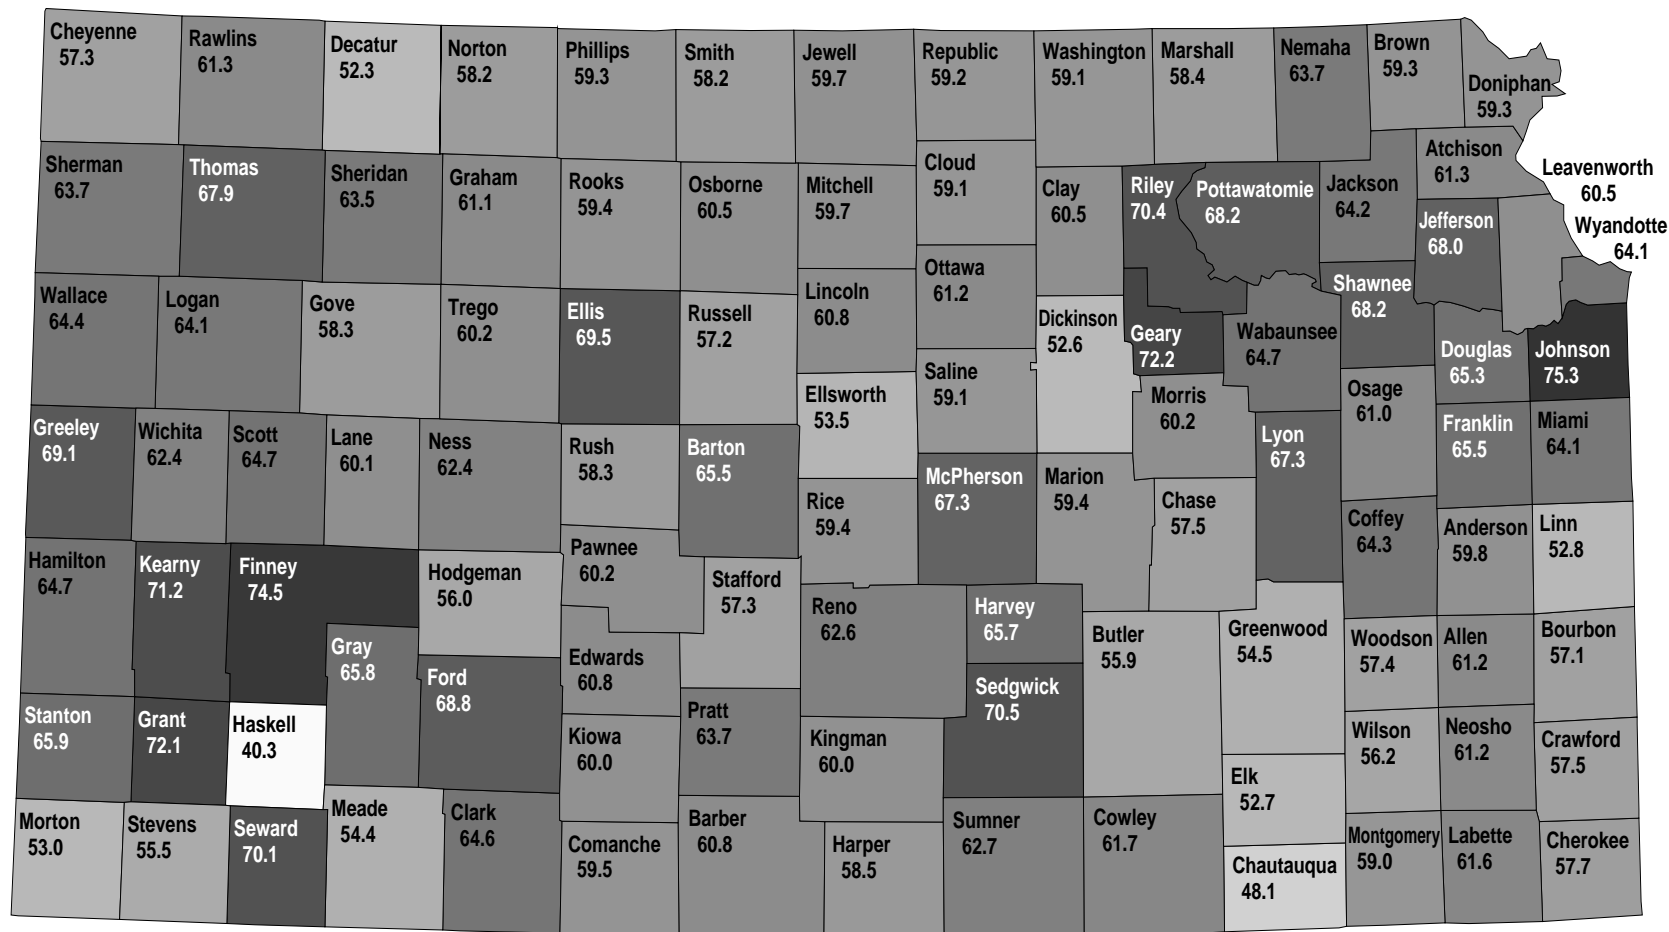 Cheyenne
57.3
Rawlins
61.3
Decatur
52.3
Norton
58.2
Phillips
59.3
Smith
58.2
Jewell
59.7
Republic
59.2
Washington
59.1
Marshall
58.4
Nemaha
63.7
Brown
59.3
Doniphan
59.3
Sherman
63.7
Thomas
67.9
Sheridan
63.5
Graham
61.1
Rooks
59.4
Osborne
60.5
Mitchell
59.7
Cloud
59.1
Clay
60.5
Riley
70.4
Pottawatomie
68.2
Jackson
64.2
Atchison
61.3
Jefferson
68.0
Leavenworth
60.5
Wyandotte
64.1
Wallace
64.4
Logan
64.1
Gove
58.3
Trego
60.2
Ellis
69.5
Russell
57.2
Lincoln
60.8
Ottawa
61.2
Dickinson
52.6
Geary
72.2
Wabaunsee
64.7
Shawnee
68.2
Douglas
65.3
Johnson
75.3
Ellsworth
53.5
Saline
59.1
Morris
60.2
Osage
61.0
Greeley
69.1
Wichita
62.4
Scott
64.7
Lane
60.1
Ness
62.4
Rush
58.3
Barton
65.5
Rice
59.4
McPherson
67.3
Marion
59.4
Chase
57.5
Lyon
67.3
Franklin
65.5
Miami
64.1
Coffey
64.3
Anderson
59.8
Linn
52.8
Hamilton
64.7
Kearny
71.2
Finney
74.5
Hodgeman
56.0
Pawnee
60.2
Stafford
57.3
Reno
62.6
Harvey
65.7
Butler
55.9
Greenwood
54.5
Woodson
57.4
Allen
61.2
Bourbon
57.1
Gray
65.8
Ford
68.8
Edwards
60.8
Sedgwick
70.5
Stanton
65.9
Grant
72.1
Haskell
40.3
Kiowa
60.0
Pratt
63.7
Kingman
60.0
Elk
52.7
Wilson
56.2
Neosho
61.2
Crawford
57.5
Morton
53.0
Stevens
55.5
Seward
70.1
Meade
54.4
Clark
64.6
Comanche
59.5
Barber
60.8
Harper
58.5
Sumner
62.7
Cowley
61.7
Chautauqua
48.1
Montgomery
59.0
Labette
61.6
Cherokee
57.7